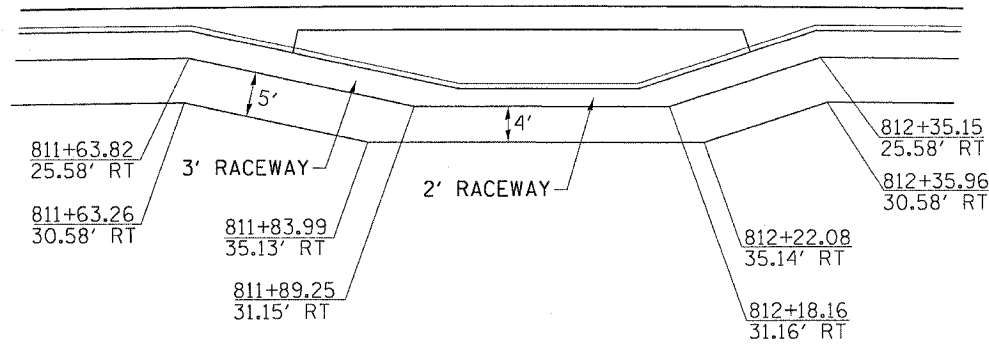 5'
4'
811+63.82
25.58' RT
3' RACEWAY
2' RACEWAY
812+35.15
25.58' RT
811+63.26
30.58' RT
811+83.99
35.13' RT
812+35.96
30.58' RT
812+22.08
35.14' RT
811+89.25
31.15' RT
812+18.16
31.16' RT